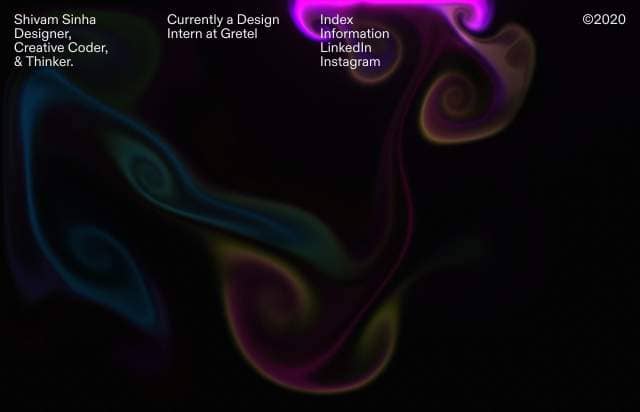 Shivam Sinha
Designer,
Creative Coder,
& Thinker.
Currently a Design
Intern at Gretel
Index
Information
LinkedIn
Instagram
©2020